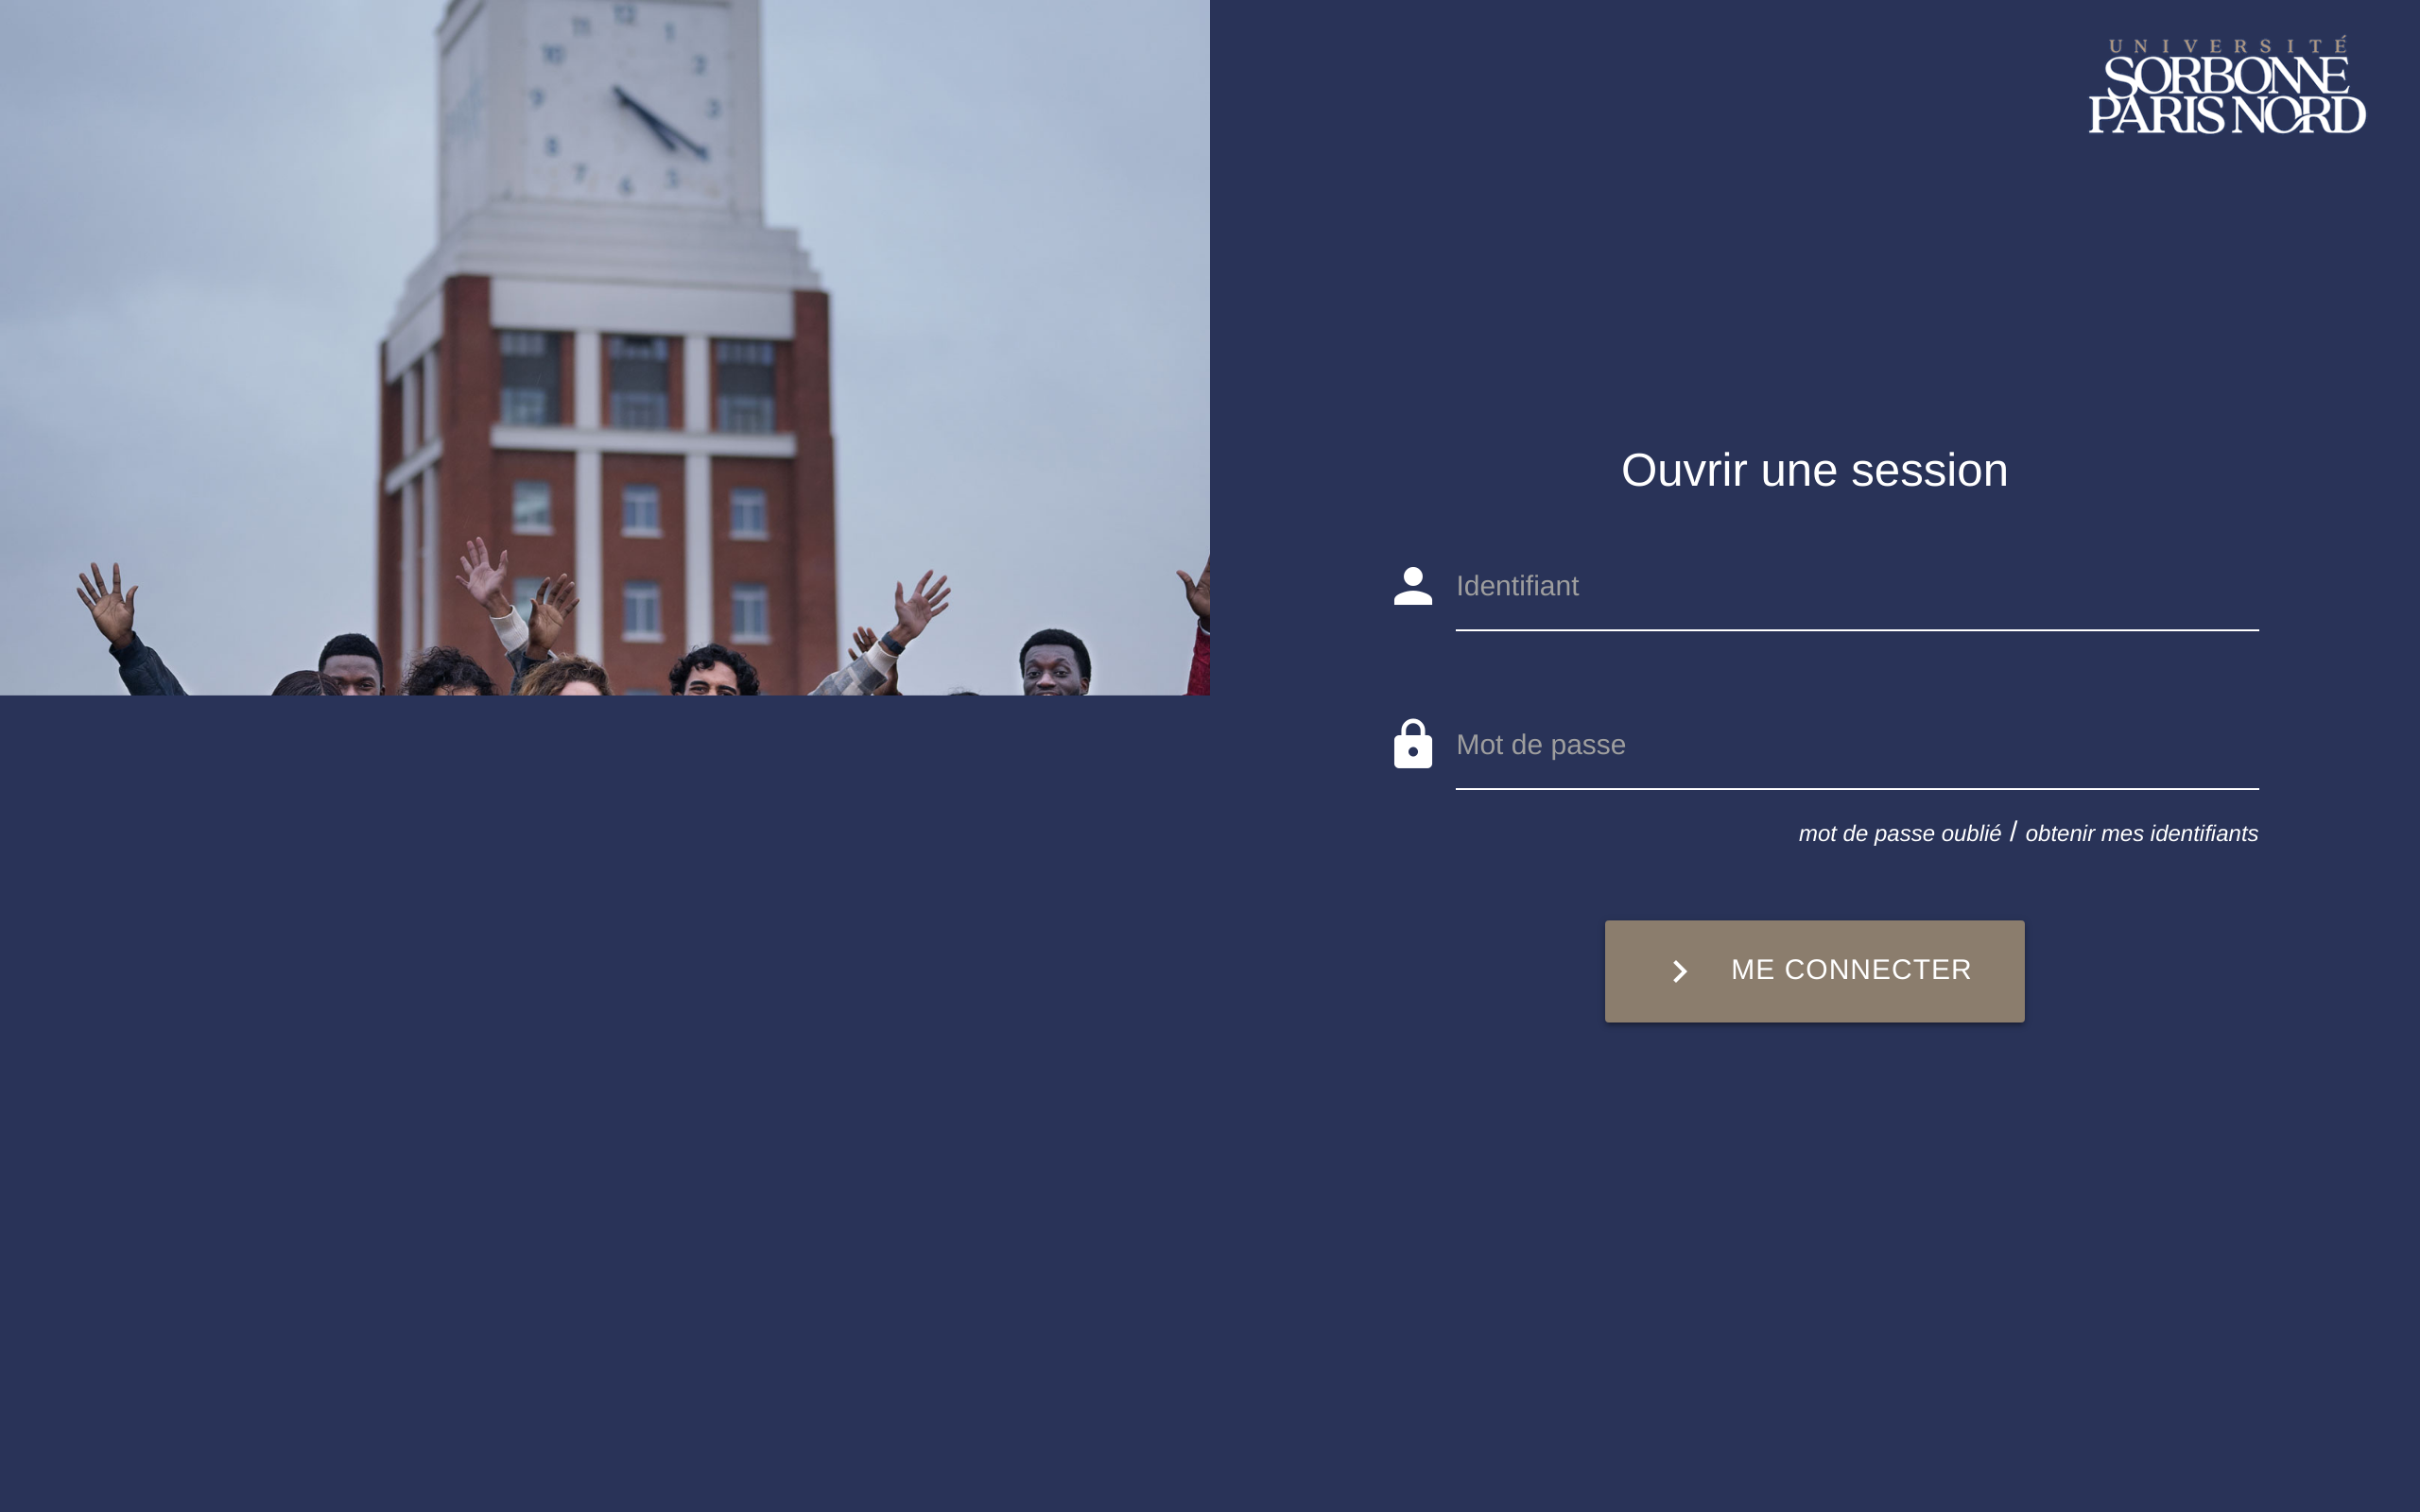 12
11
1
10
2
9
3
8
7
5
6
UNIVERSITÉ
SORBONNE
PARIS NORD
Ouvrir une session
Identifiant
Mot de passe
mot de passe oublié / obtenir mes identifiants
ME CONNECTER